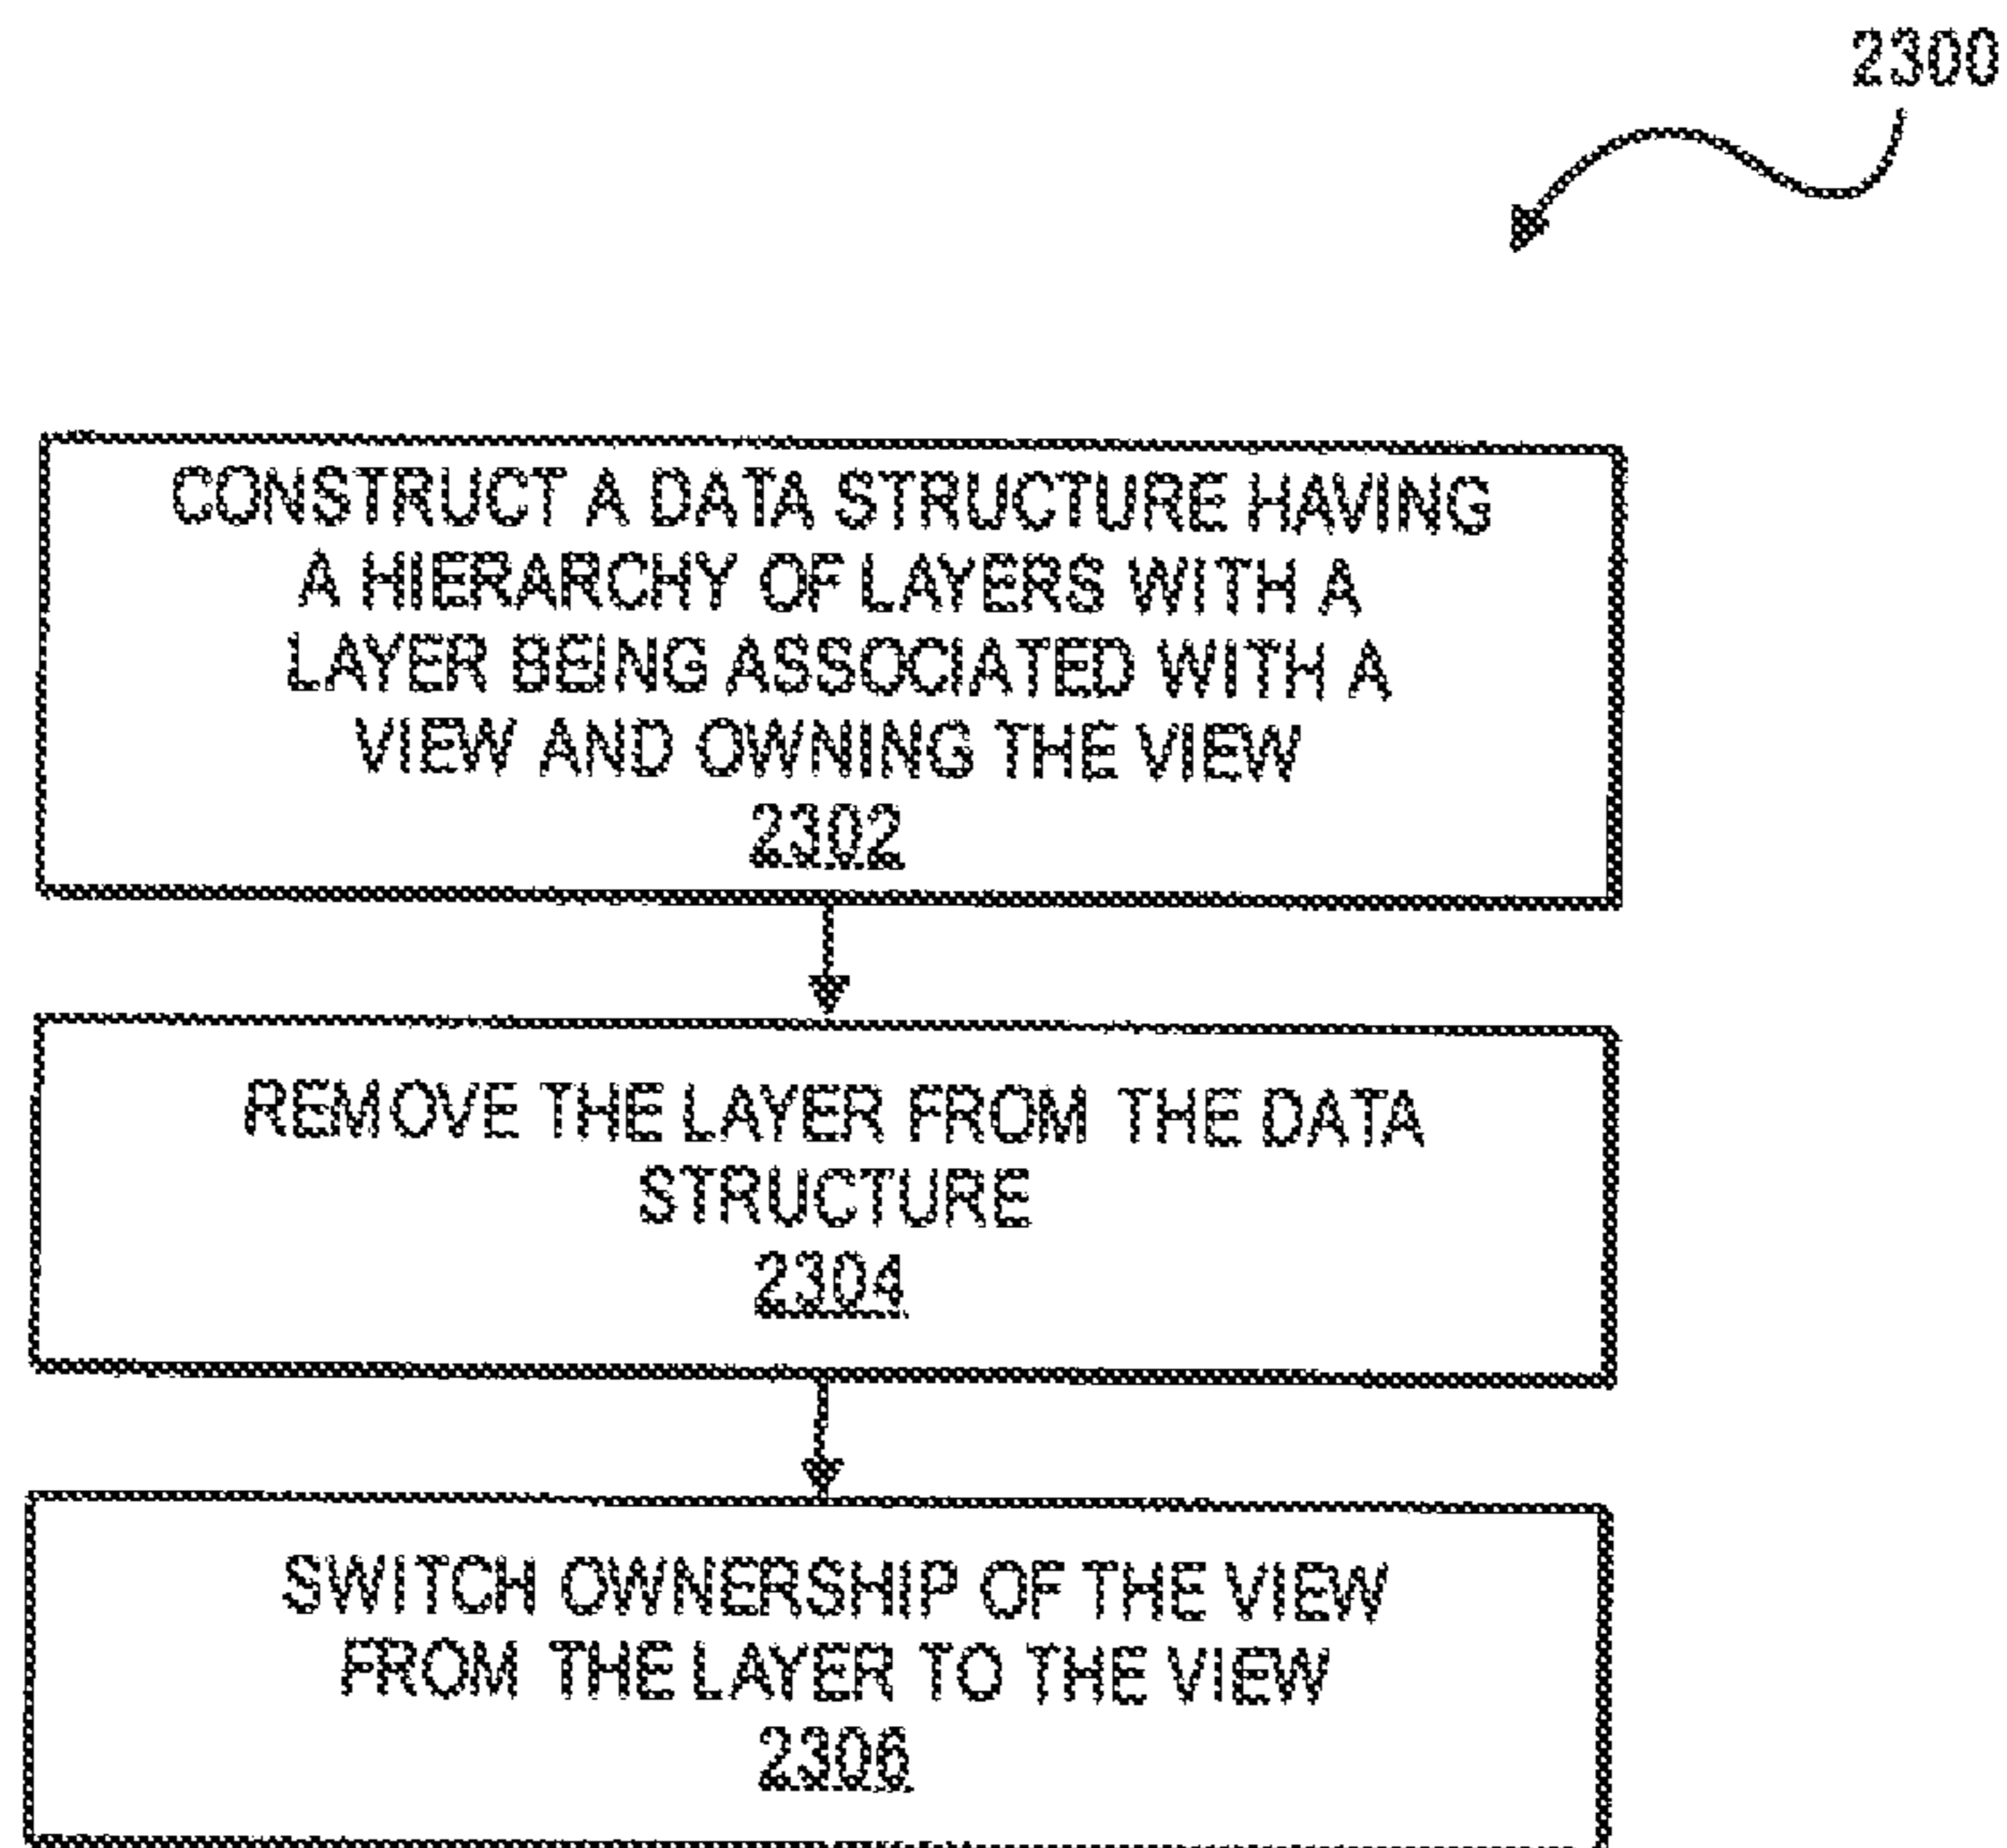 2300
CONSTRUCT A DATA STRUCTURE HAVING
A HIERARCHY OF LAYERS WITH A
LAYER BEING ASSOCIATED WITH A
VIEW AND OWNING THE VIEW
2302
REMOVE THE LAYER FROM THE DATA
STRUCTURE
2304
SWITCH OWNERSHIP OF THE VIEW
FROM THE LAYER TO THE VIEW
2306